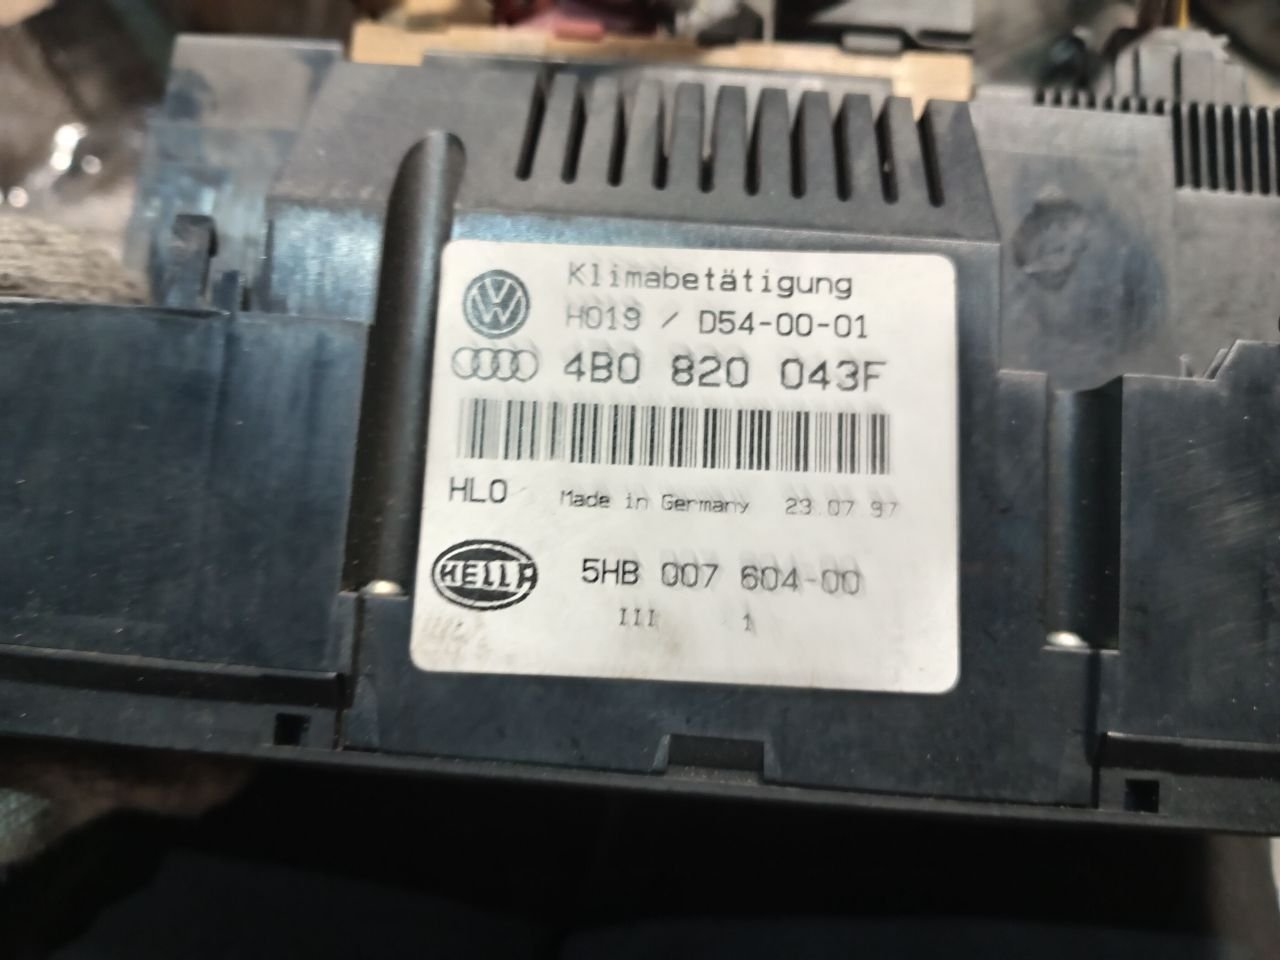 Klimabetätigung
H019 / D54-00-01
4B0 820 043F
HLO Made in Germany 23.07.97
HELLA 5HB 007 604-00
III 1